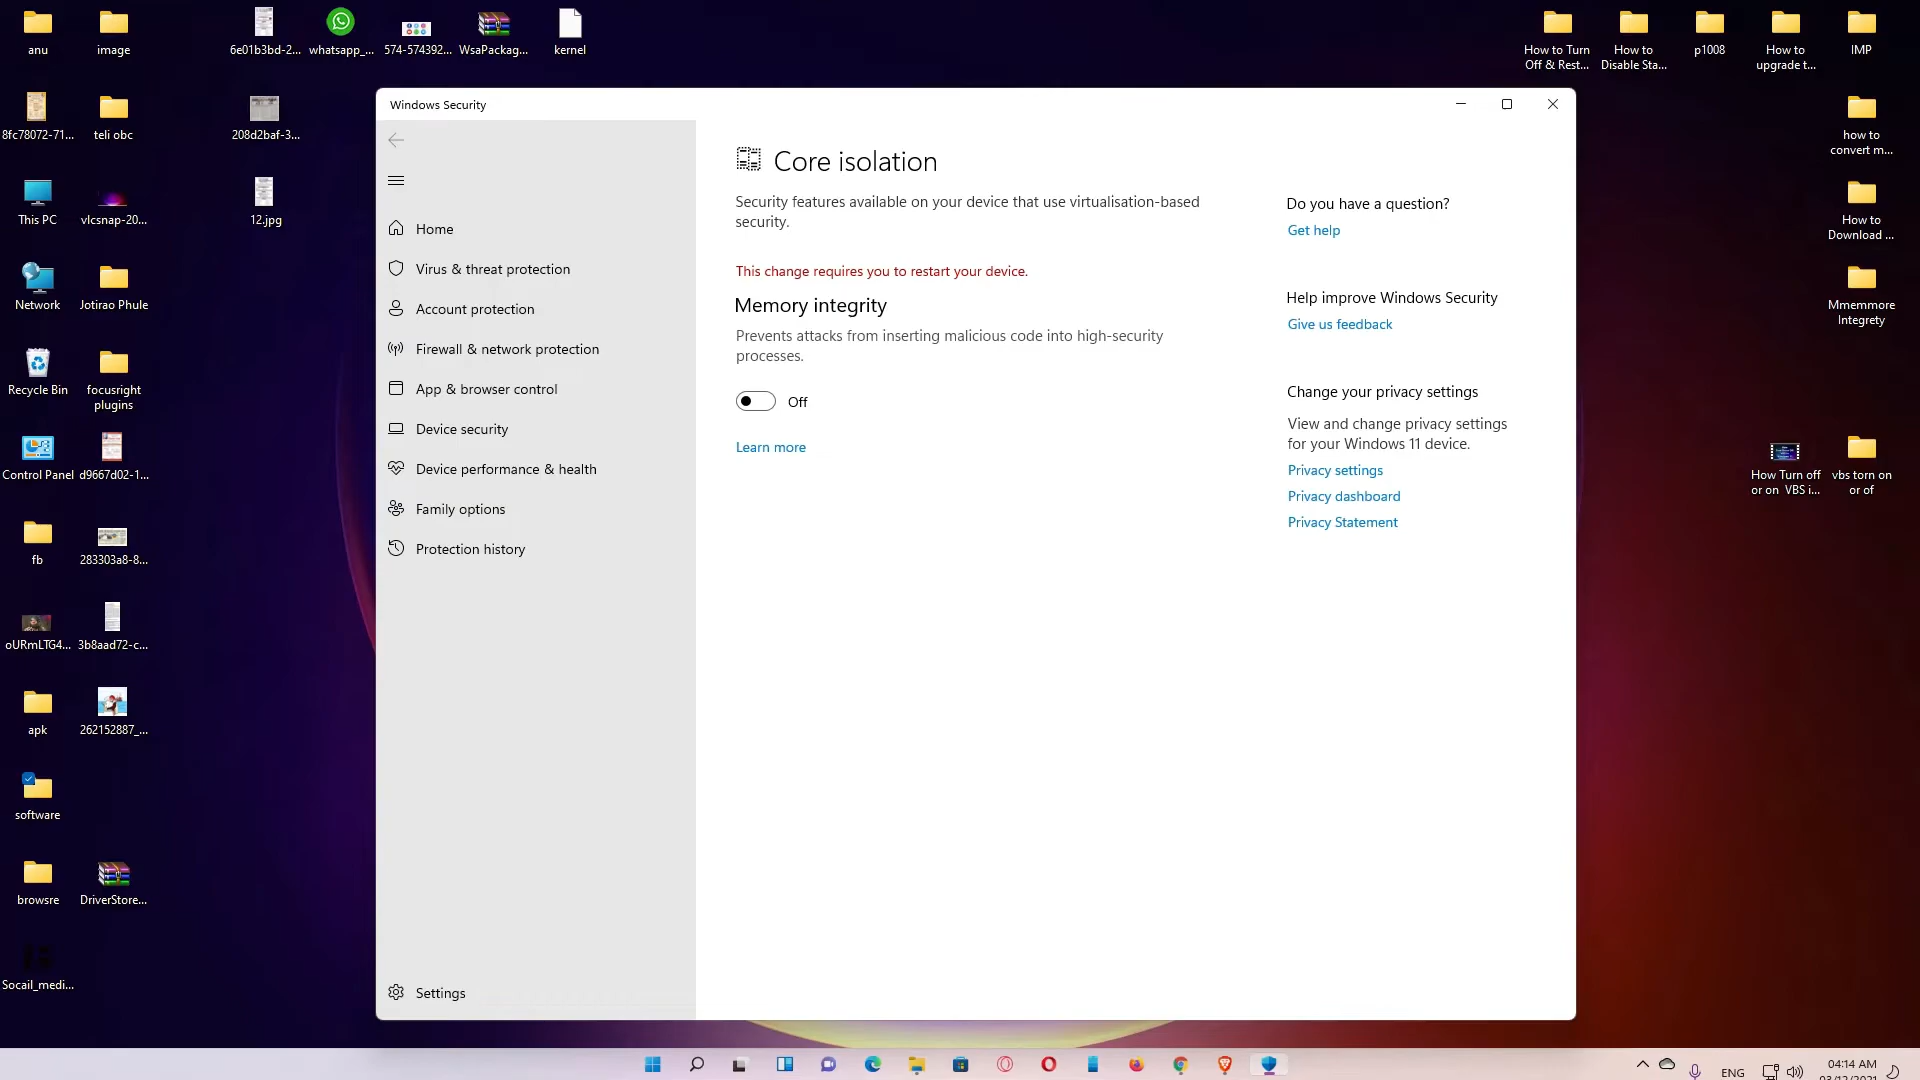 anu
image
6e01b3bd-2...
whatsapp_...
574-574392...
WsaPackag...
kernel
How to Turn
Off & Rest...
How to
Disable Sta...
p1008
How to
upgrade t...
IMP
8fc78072-71...
teli obc
208d2baf-3...
how to
convert m...
This PC
vlcsnap-20...
12.jpg
How to
Download ...
Network
Jotirao Phule
Mmemmore
Integrety
Recycle Bin
focusright
plugins
Control Panel
d9667d02-1...
How Turn off
or on VBS i...
vbs torn on
or of
fb
283303a8-8...
oURmLTG4...
3b8aad72-c...
apk
262152887_...
software
browsre
DriverStore...
Socail_medi...
Windows Security
Home
Virus & threat protection
Account protection
Firewall & network protection
App & browser control
Device security
Device performance & health
Family options
Protection history
Settings
Core isolation
Security features available on your device that use virtualisation-based
security.
This change requires you to restart your device.
Memory integrity
Prevents attacks from inserting malicious code into high-security
processes.
Off
Learn more
Do you have a question?
Get help
Help improve Windows Security
Give us feedback
Change your privacy settings
View and change privacy settings
for your Windows 11 device.
Privacy settings
Privacy dashboard
Privacy Statement
ENG
04:14 AM